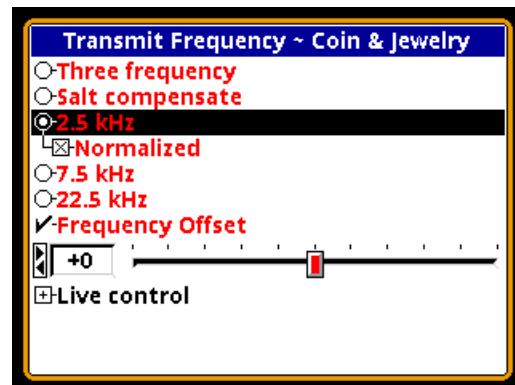 Transmit Frequency ~ Coin & Jewelry
Three frequency
Salt compensate
2.5 kHz
Normalized
7.5 kHz
22.5 kHz
Frequency Offset
+0
Live control